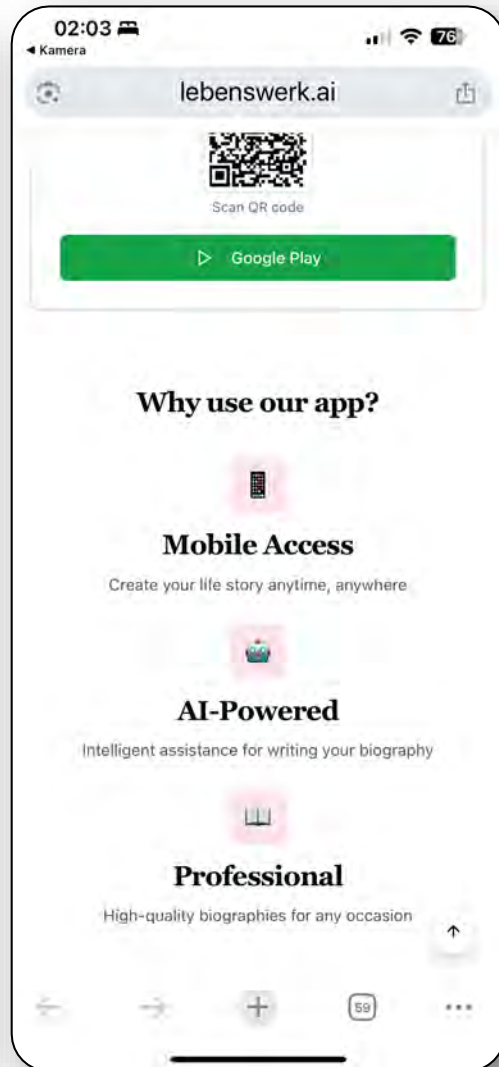 02:03
76
◀ Kamera
lebenswerk.ai
Scan QR code
Google Play
Why use our app?
Mobile Access
Create your life story anytime, anywhere
AI-Powered
Intelligent assistance for writing your biography
Professional
High-quality biographies for any occasion
59